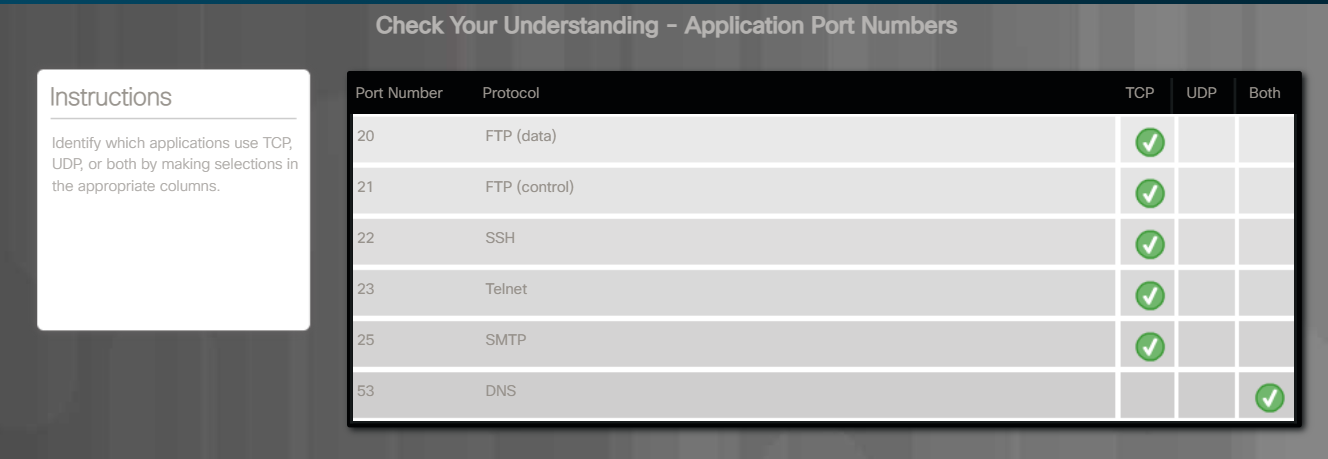 Check Your Understanding - Application Port Numbers
Instructions
Identify which applications use TCP,
UDP, or both by making selections in
the appropriate columns.
Port Number Protocol TCP UDP Both
20 FTP (data)
21 FTP (control)
22 SSH
23 Telnet
25 SMTP
53 DNS